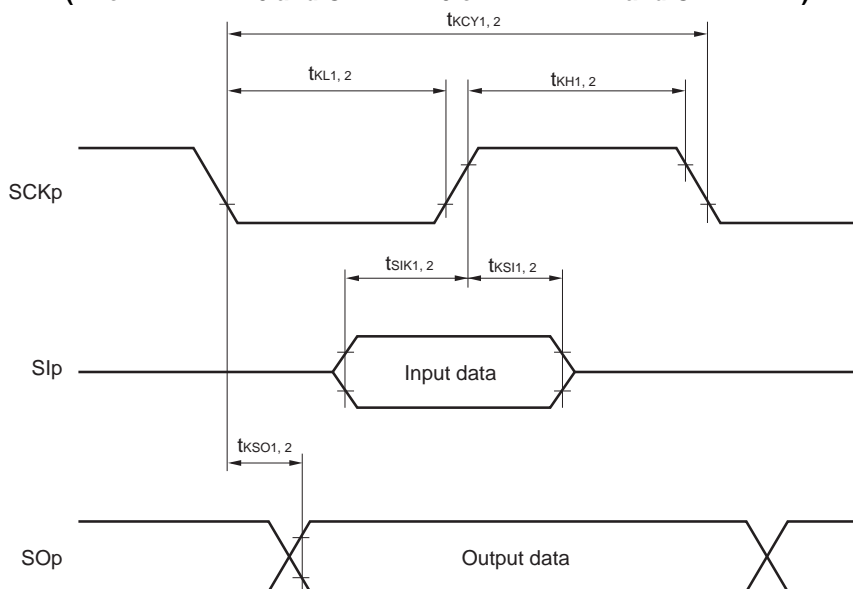 tKCY1, 2
tKL1, 2
tKH1, 2
SCKp
tSIK1, 2
tKSI1, 2
SIp
Input data
tKSO1, 2
SOp
Output data